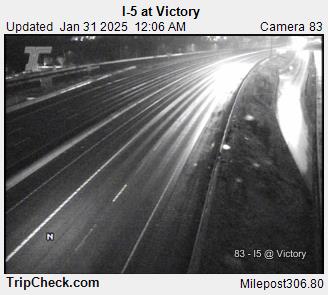 I-5 at Victory
Updated  Jan 31 2025  12:06 AM
Camera 83
N
83 - I5 @ Victory
TripCheck.com
Milepost306.80